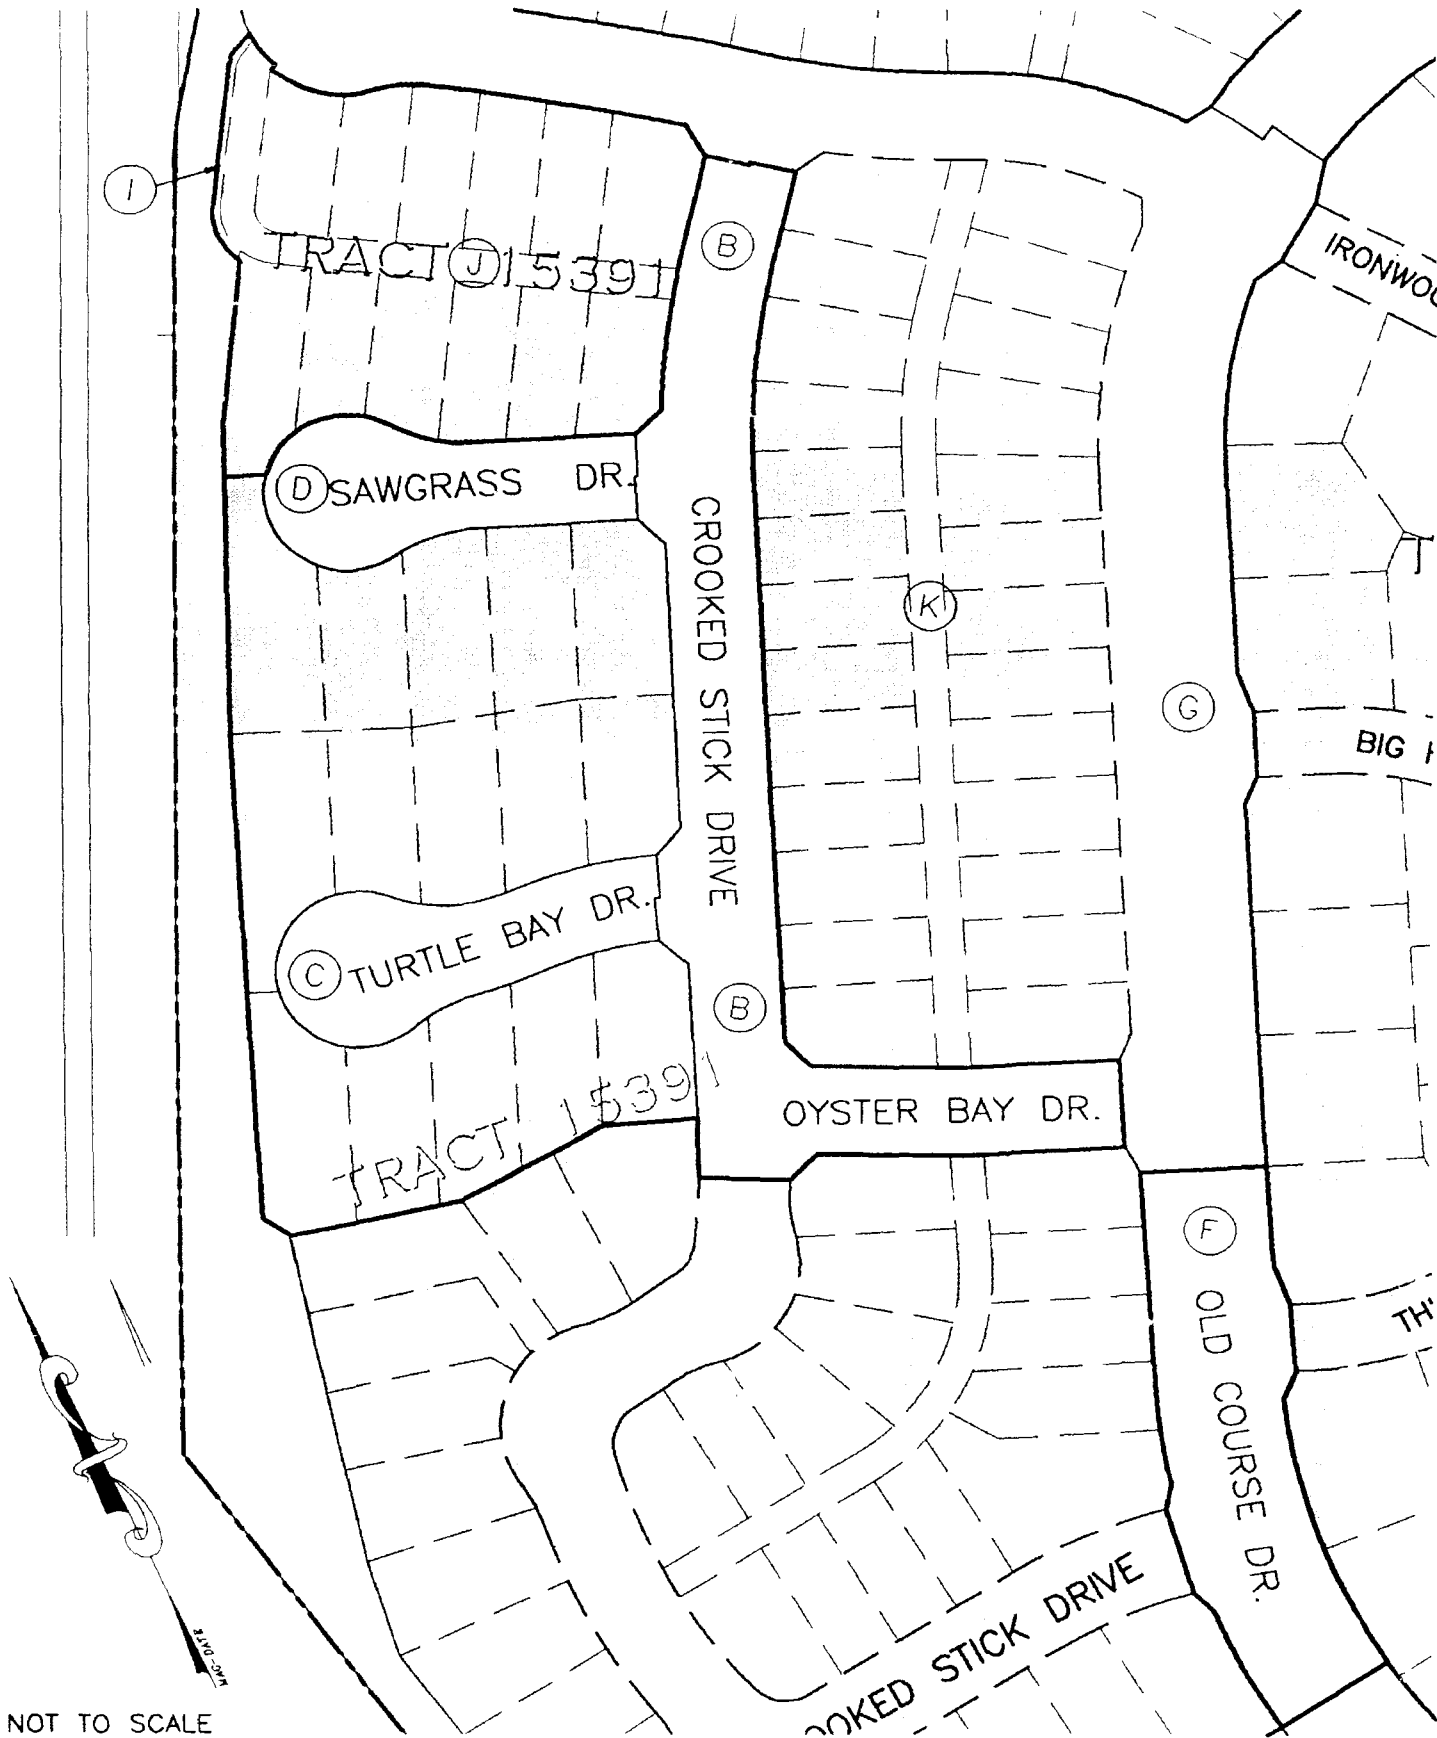 I
B
IRONWOO
TRACT J 15391
D SAWGRASS DR.
CROOKED STICK DRIVE
K
G
BIG
C TURTLE BAY DR.
B
TRACT 15391
OYSTER BAY DR.
F
OLD COURSE DR.
TH'
OOKED STICK DRIVE
NOT TO SCALE